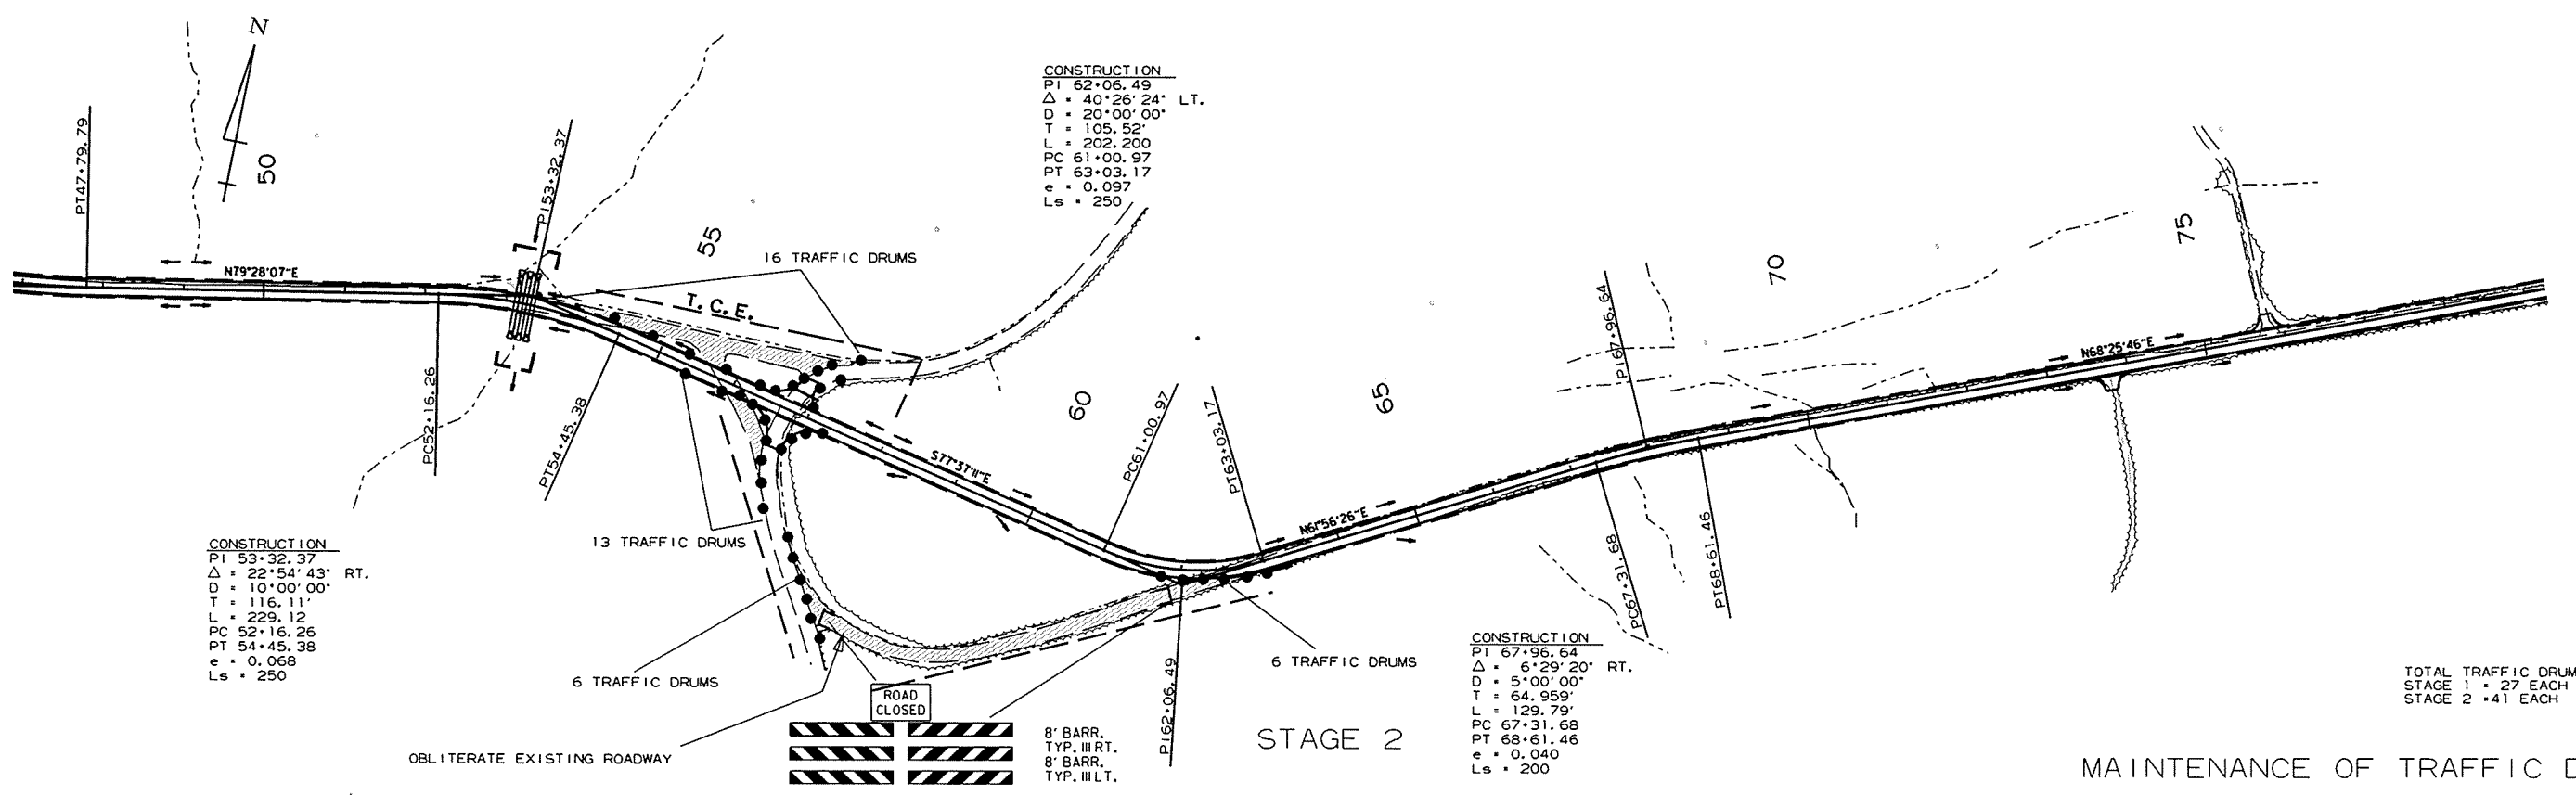 N
50
PT47+79.79
N79°28'07"E
PC52+16.26
PI53+32.37
PT54+45.38
55
16 TRAFFIC DRUMS
T.C.E.
CONSTRUCTION
PI 62+06.49
Δ = 40°26'24" LT.
D = 20°00'00"
T = 105.52'
L = 202.200
PC 61+00.97
PT 63+03.17
e = 0.097
Ls = 250
60
S77°37'11"E
PC61+00.97
PT63+03.17
65
N61°56'26"E
PI67+96.64
70
N68°25'46"E
75
PC67+31.68
PT68+61.46
CONSTRUCTION
PI 53+32.37
Δ = 22°54'43" RT.
D = 10°00'00"
T = 116.11'
L = 229.12
PC 52+16.26
PT 54+45.38
e = 0.068
Ls = 250
13 TRAFFIC DRUMS
6 TRAFFIC DRUMS
OBLITERATE EXISTING ROADWAY
ROAD
CLOSED
8' BARR.
TYP. III RT.
8' BARR.
TYP. III LT.
PI62+06.49
6 TRAFFIC DRUMS
STAGE 2
CONSTRUCTION
PI 67+96.64
Δ = 6°29'20" RT.
D = 5°00'00"
T = 64.959'
L = 129.79'
PC 67+31.68
PT 68+61.46
e = 0.040
Ls = 200
TOTAL TRAFFIC DRUM
STAGE 1 = 27 EACH
STAGE 2 =41 EACH
MAINTENANCE OF TRAFFIC D